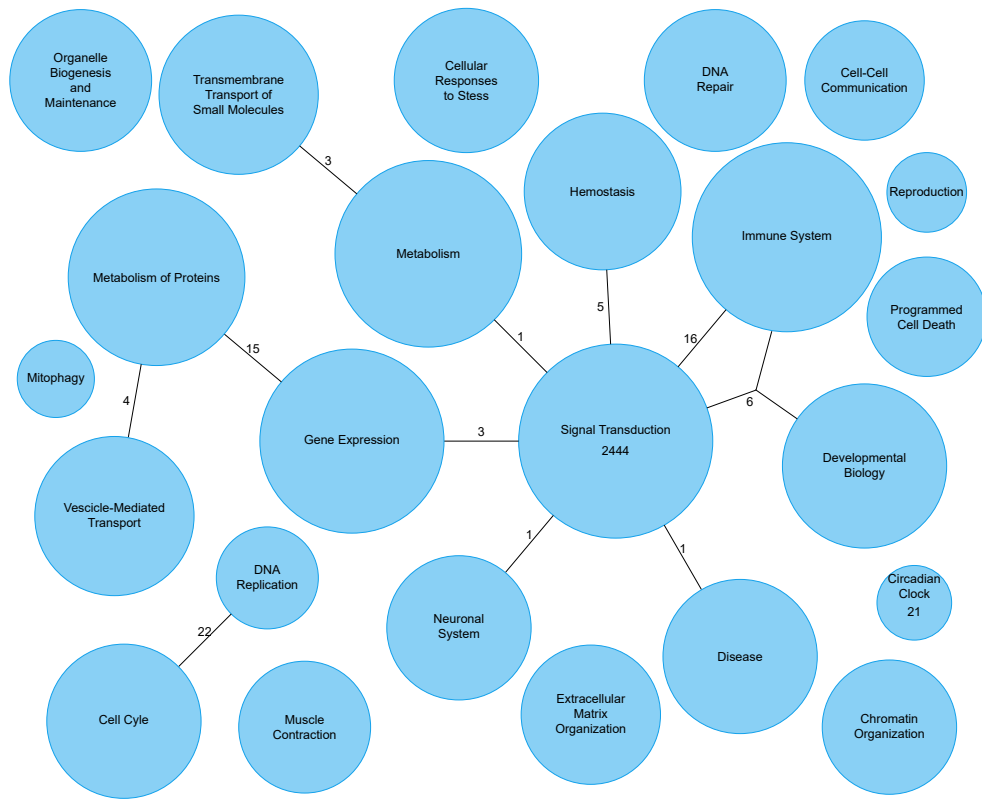 Organelle
Biogenesis
and
Maintenance
Transmembrane
Transport of
Small Molecules
Cellular
Responses
to Stess
DNA
Repair
Cell-Cell
Communication
3
Hemostasis
Reproduction
Metabolism
Immune System
Metabolism of Proteins
5
Programmed
Cell Death
1
16
15
Mitophagy
4
6
Gene Expression
3
Signal Transduction
2444
Developmental
Biology
Vescicle-Mediated
Transport
1
1
DNA
Replication
Circadian
Clock
21
22
Neuronal
System
Disease
Extracellular
Matrix
Organization
Cell Cyle
Muscle
Contraction
Chromatin
Organization